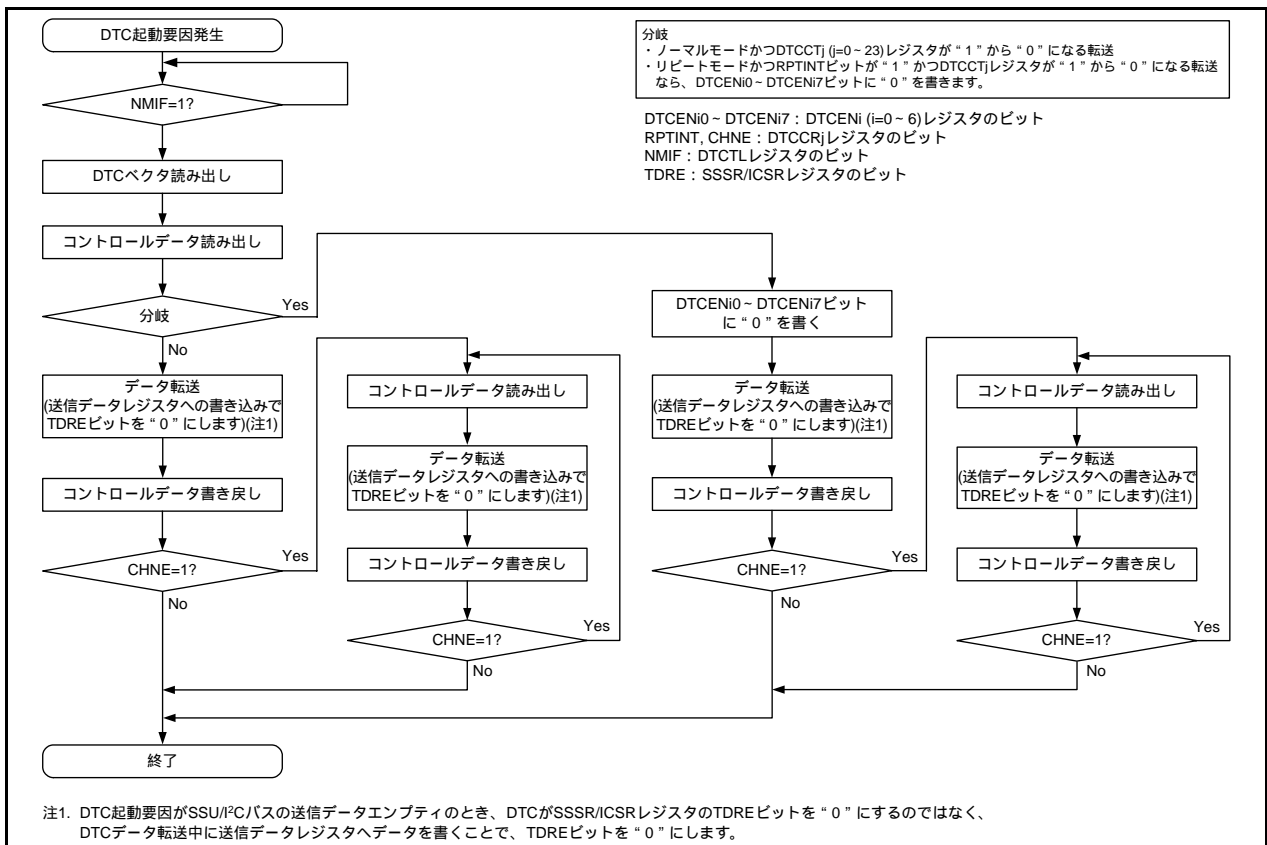 DTC起動要因発生
NMIF=1?
DTCベクタ読み出し
コントロールデータ読み出し
分岐
Yes
No
データ転送
(送信データレジスタへの書き込みで
TDREビットを“0”にします)(注1)
コントロールデータ書き戻し
CHNE=1?
Yes
No
コントロールデータ読み出し
データ転送
(送信データレジスタへの書き込みで
TDREビットを“0”にします)(注1)
コントロールデータ書き戻し
CHNE=1?
Yes
No
終了
分岐
・ノーマルモードかつDTCCTj (j=0~23)レジスタが“1”から“0”になる転送
・リピートモードかつRPTINTビットが“1”かつDTCCTjレジスタが“1”から“0”になる転送
なら、DTCENi0~DTCENi7ビットに“0”を書きます。
DTCENi0~DTCENi7:DTCENi (i=0~6)レジスタのビット
RPTINT, CHNE:DTCCRjレジスタのビット
NMIF:DTCTLレジスタのビット
TDRE:SSSR/ICSRレジスタのビット
DTCENi0~DTCENi7ビット
に“0”を書く
データ転送
(送信データレジスタへの書き込みで
TDREビットを“0”にします)(注1)
コントロールデータ書き戻し
CHNE=1?
Yes
No
コントロールデータ読み出し
データ転送
(送信データレジスタへの書き込みで
TDREビットを“0”にします)(注1)
コントロールデータ書き戻し
CHNE=1?
Yes
No
注1. DTC起動要因がSSU/I²Cバスの送信データエンプティのとき、DTCがSSSR/ICSRレジスタのTDREビットを“0”にするのではなく、
DTCデータ転送中に送信データレジスタへデータを書くことで、TDREビットを“0”にします。